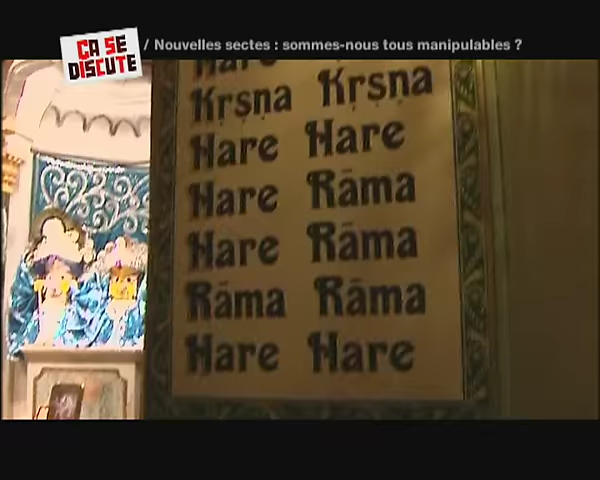 ÇA SE
DISCUTE
/ Nouvelles sectes : sommes-nous tous manipulables ?
Hare
Kṛṣṇa Kṛṣṇa
Hare Hare
Hare Rāma
Hare Rāma
Rāma Rāma
Hare Hare